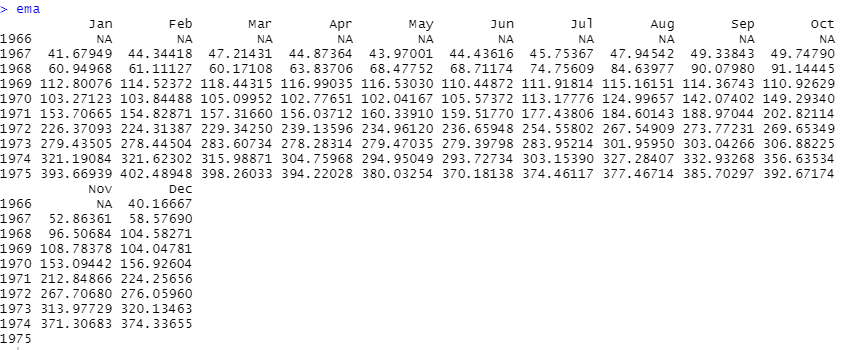 > ema
Jan Feb Mar Apr May Jun Jul Aug Sep Oct
1966 NA NA NA NA NA NA NA NA NA NA
1967 41.67949 44.34418 47.21431 44.87364 43.97001 44.43616 45.75367 47.94542 49.33843 49.74790
1968 60.94968 61.11127 60.17108 63.83706 68.47752 68.71174 74.75609 84.63977 90.07980 91.14445
1969 112.80076 114.52372 118.44315 116.99035 116.53030 110.44872 111.91814 115.16151 114.36743 110.92629
1970 103.27123 103.84488 105.09952 102.77651 102.04167 105.57372 113.17776 124.99657 142.07402 149.29340
1971 153.70665 154.82871 157.31660 156.03712 160.33910 159.51770 177.43806 184.60143 188.97044 202.82114
1972 226.37093 224.31387 229.34250 239.13596 234.96120 236.65948 254.55802 267.54909 273.77231 269.65349
1973 279.43505 278.44504 283.60734 278.28314 279.47035 279.39798 283.95214 301.95950 303.04266 306.88225
1974 321.19084 321.62302 315.98871 304.75968 294.95049 293.72734 303.15390 327.28407 332.93268 356.63534
1975 393.66939 402.48948 398.26033 394.22028 380.03254 370.18138 374.46117 377.46714 385.70297 392.67174
Nov Dec
1966 NA 40.16667
1967 52.86361 58.57690
1968 96.50684 104.58271
1969 108.78378 104.04781
1970 153.09442 156.92604
1971 212.84866 224.25656
1972 267.70680 276.05960
1973 313.97729 320.13463
1974 371.30683 374.33655
1975